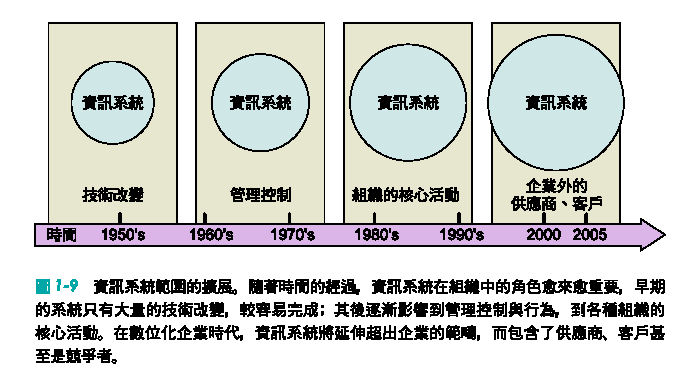 資訊系統 資訊系統 資訊系統 資訊系統
技術改變 管理控制 組織的核心活動 企業外的
供應商、客戶
時間 1950's 1960's 1970's 1980's 1990's 2000 2005
圖 1-9 資訊系統範圍的擴展。隨著時間的經過，資訊系統在組織中的角色愈來愈重要，早期
的系統只有大量的技術改變，較容易完成；其後逐漸影響到管理控制與行為，到各種組織的
核心活動。在數位化企業時代，資訊系統將延伸超出企業的範疇，而包含了供應商、客戶甚
至是競爭者。